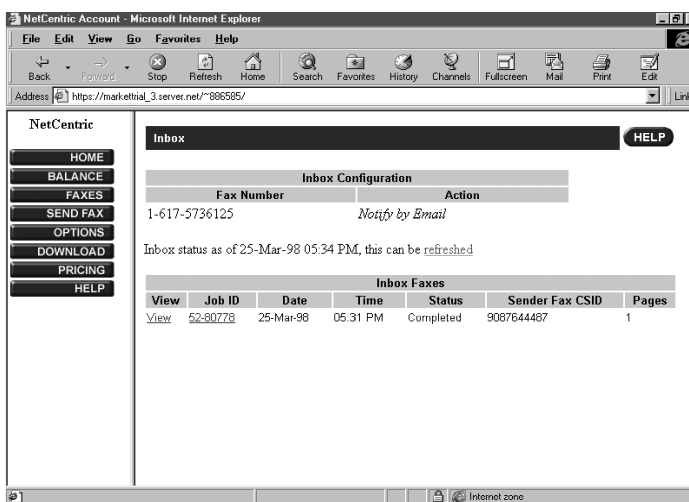 NetCentric Account - Microsoft Internet Explorer
File Edit View Go Favorites Help
Back Forward Stop Refresh Home Search Favorites History Channels Fullscreen Mail Print Edit
Address https://markettrial_3.server.net/~886585/
NetCentric
HOME
BALANCE
FAXES
SEND FAX
OPTIONS
DOWNLOAD
PRICING
HELP
Inbox HELP
Inbox Configuration
Fax Number Action
1-617-5736125 Notify by Email
Inbox status as of 25-Mar-98 05:34 PM, this can be refreshed
Inbox Faxes
View Job ID Date Time Status Sender Fax CSID Pages
View 52-80778 25-Mar-98 05:31 PM Completed 9087644487 1
Internet zone